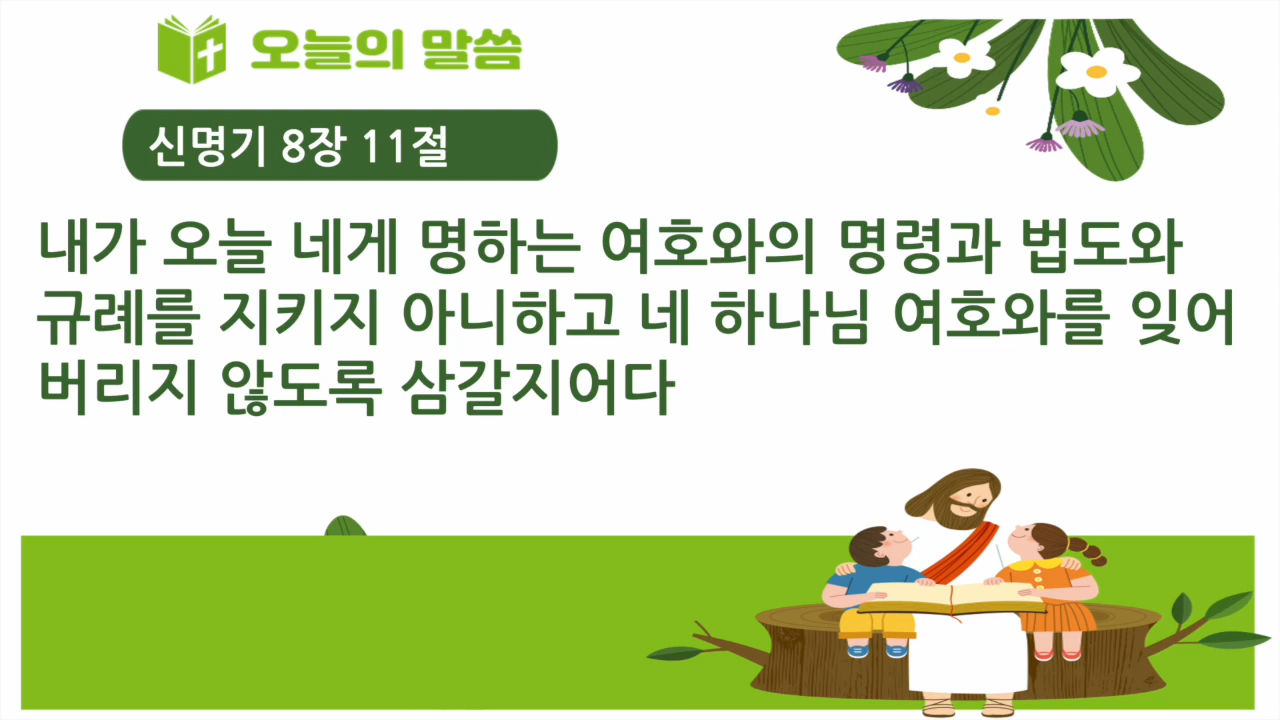 오늘의 말씀
신명기 8장 11절
내가 오늘 네게 명하는 여호와의 명령과 법도와
규례를 지키지 아니하고 네 하나님 여호와를 잊어
버리지 않도록 삼갈지어다